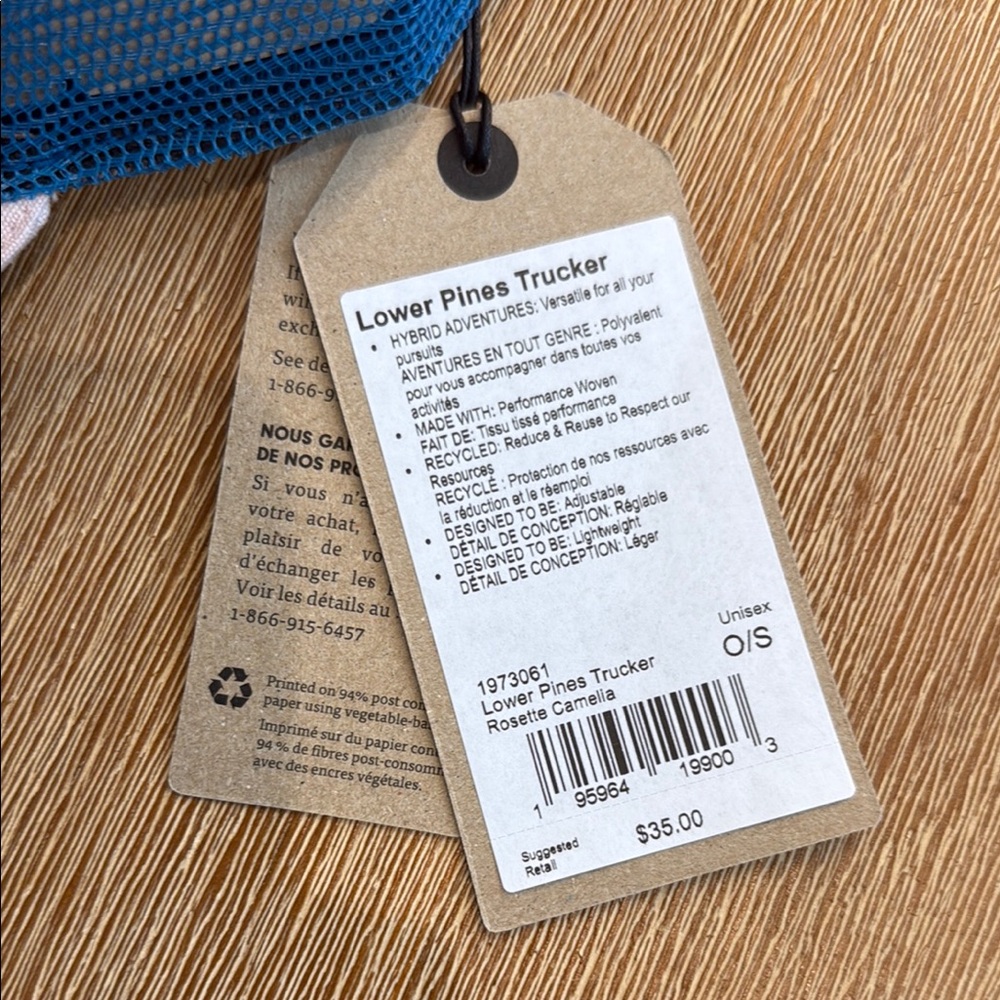 Lower Pines Trucker
• HYBRID ADVENTURES: Versatile for all your
pursuits
AVENTURES EN TOUT GENRE : Polyvalent
pour vous accompagner dans toutes vos
activités
• MADE WITH: Performance Woven
FAIT DE: Tissu tissé performance
• RECYCLED: Reduce & Reuse to Respect our
Resources
RECYCLÉ : Protection de nos ressources avec
la réduction et le réemploi
• DESIGNED TO BE: Adjustable
DÉTAIL DE CONCEPTION: Réglable
• DESIGNED TO BE: Lightweight
DÉTAIL DE CONCEPTION: Léger
Unisex
O/S
1973061
Lower Pines Trucker
Rosette Camelia
1 95964 19900 3
Suggested
Retail
$35.00
See de
1-866-9
NOUS GA
DE NOS PRO
Si vous n'a
votre achat,
plaisir de vo
d'échanger les
Voir les détails au
1-866-915-6457
Printed on 94% post con
paper using vegetable-ba
Imprimé sur du papier con
94 % de fibres post-consomm
avec des encres végétales.